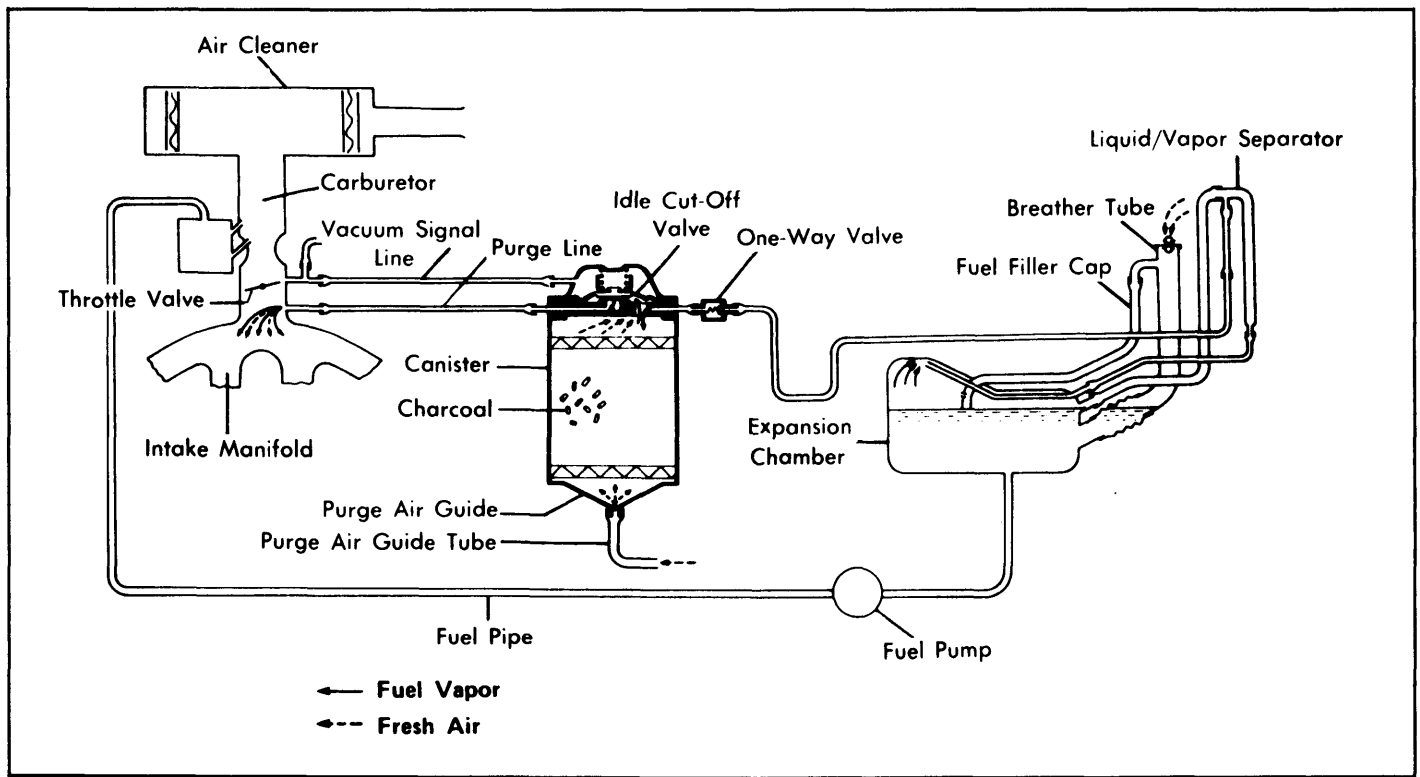 Air Cleaner
Liquid/Vapor Separator
Carburetor
Idle Cut-Off
Valve
Breather Tube
Vacuum Signal
Line
Purge Line
One-Way Valve
Fuel Filler Cap
Throttle Valve
Canister
Charcoal
Intake Manifold
Expansion
Chamber
Purge Air Guide
Purge Air Guide Tube
Fuel Pipe
Fuel Pump
Fuel Vapor
Fresh Air